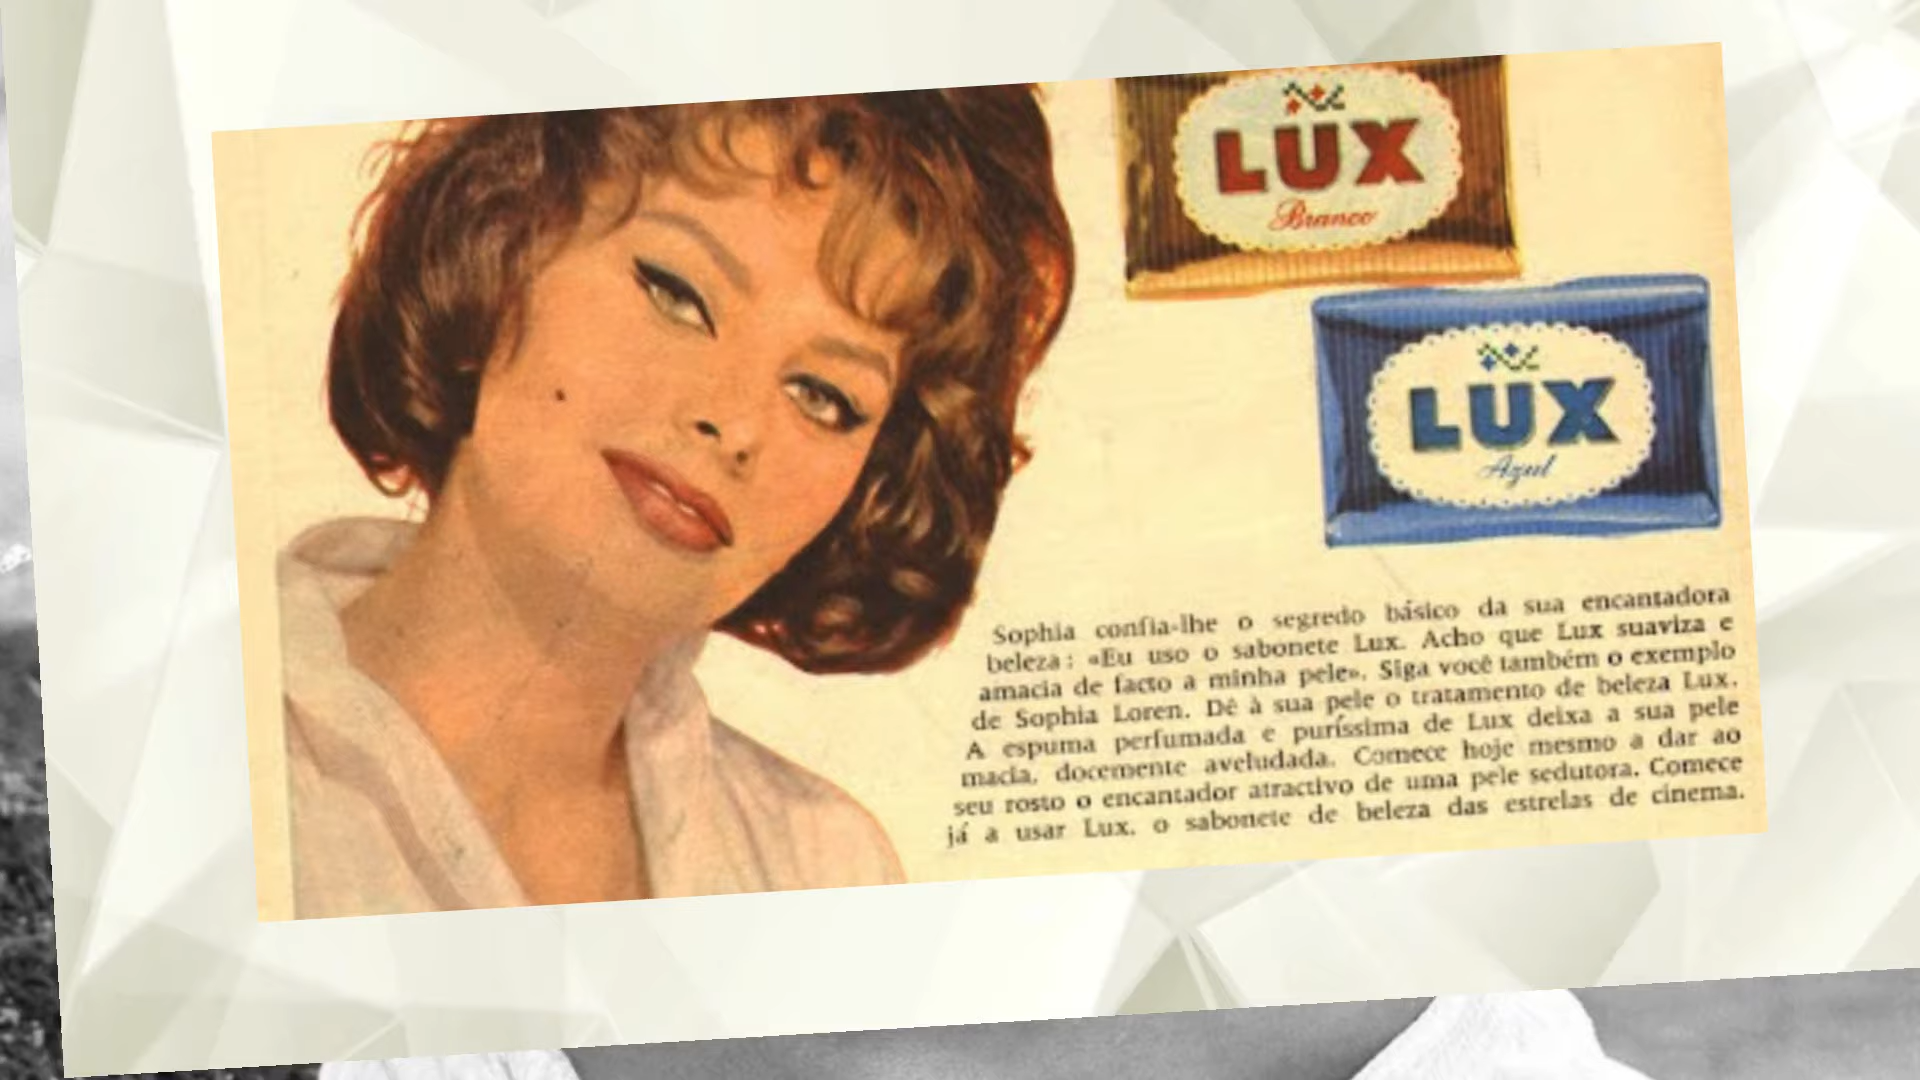 LUX
Branco
LUX
Azul
Sophia confia-lhe o segredo básico da sua encantadora
beleza: «Eu uso o sabonete Lux. Acho que Lux suaviza e
amacia de facto a minha pele». Siga você também o exemplo
de Sophia Loren. Dê à sua pele o tratamento de beleza Lux.
A espuma perfumada e puríssima de Lux deixa a sua pele
macia, docemente aveludada. Comece hoje mesmo a dar ao
seu rosto o encantador atractivo de uma pele sedutora. Comece
já a usar Lux, o sabonete de beleza das estrelas de cinema.